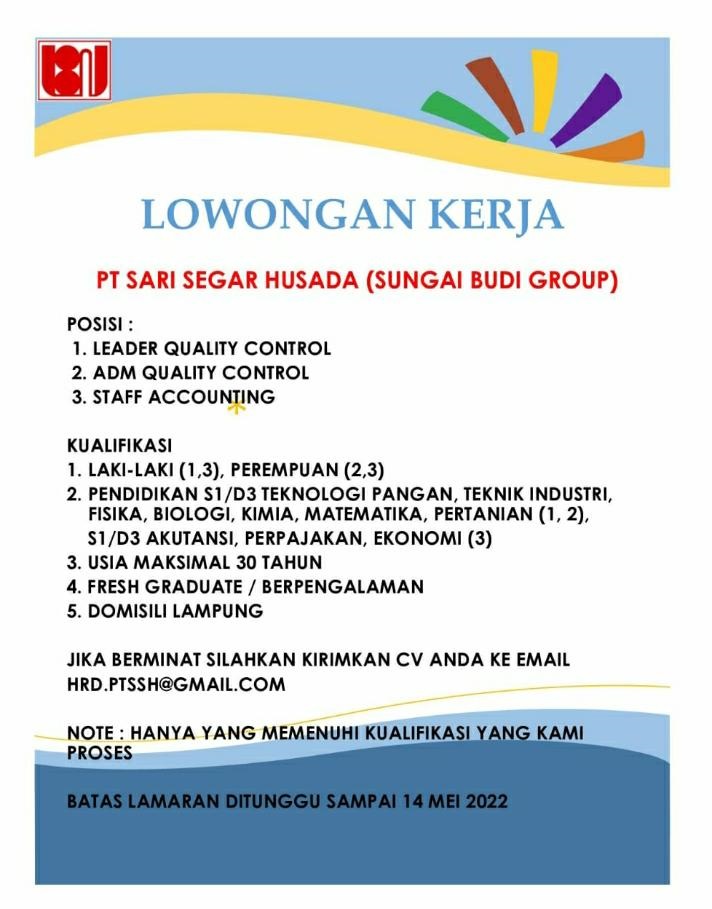 LOWONGAN KERJA
PT SARI SEGAR HUSADA (SUNGAI BUDI GROUP)
POSISI :
1. LEADER QUALITY CONTROL
2. ADM QUALITY CONTROL
3. STAFF ACCOUNTING
KUALIFIKASI
1. LAKI-LAKI (1,3), PEREMPUAN (2,3)
2. PENDIDIKAN S1/D3 TEKNOLOGI PANGAN, TEKNIK INDUSTRI,
FISIKA, BIOLOGI, KIMIA, MATEMATIKA, PERTANIAN (1, 2),
S1/D3 AKUTANSI, PERPAJAKAN, EKONOMI (3)
3. USIA MAKSIMAL 30 TAHUN
4. FRESH GRADUATE / BERPENGALAMAN
5. DOMISILI LAMPUNG
JIKA BERMINAT SILAHKAN KIRIMKAN CV ANDA KE EMAIL
HRD.PTSSH@GMAIL.COM
NOTE : HANYA YANG MEMENUHI KUALIFIKASI YANG KAMI
PROSES
BATAS LAMARAN DITUNGGU SAMPAI 14 MEI 2022